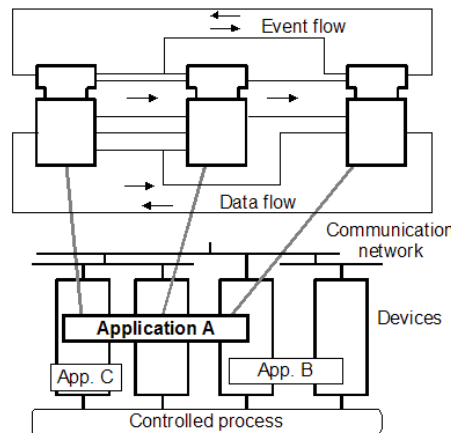 Event flow
Data flow
Communication
network
Devices
Application A
App. C
App. B
Controlled process